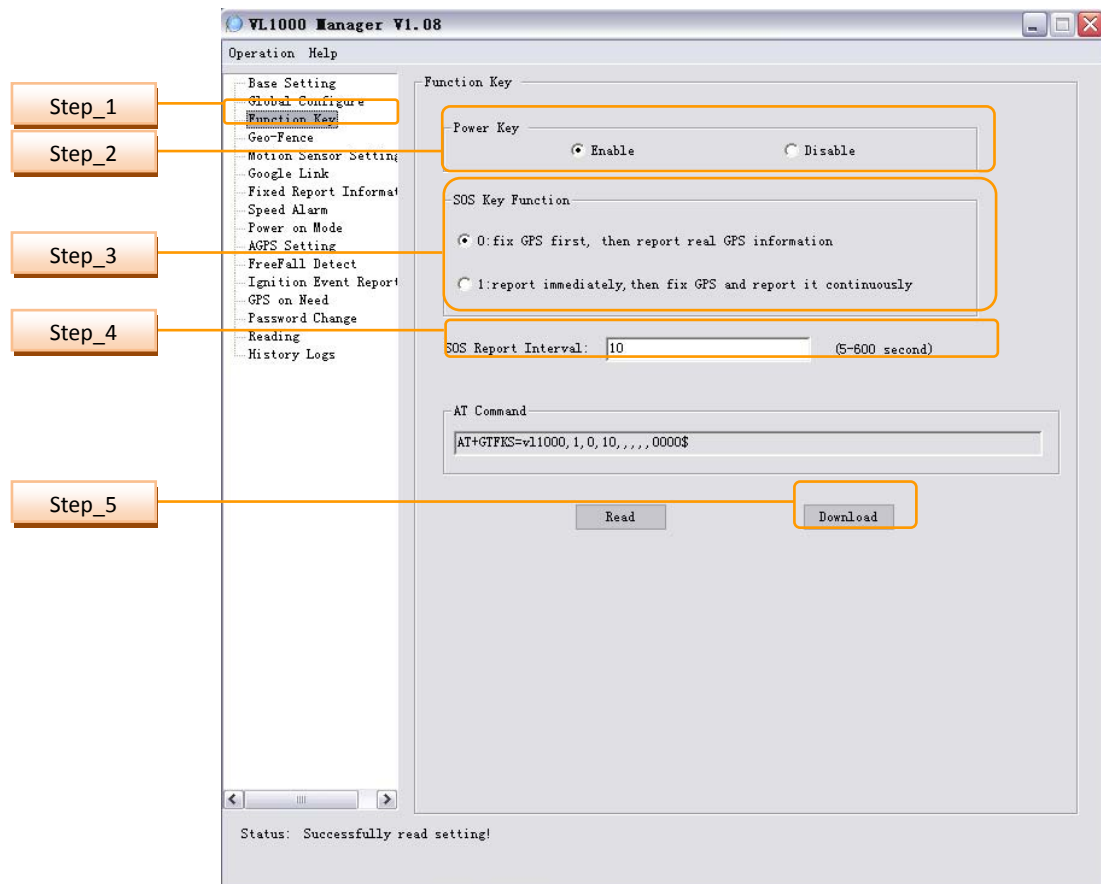 VL1000 Manager V1.08
Operation Help
Step_1
Step_2
Step_3
Step_4
Step_5
Base Setting
Global Configure
Function Key
Geo-Fence
Motion Sensor Setting
Google Link
Fixed Report Informat
Speed Alarm
Power on Mode
AGPS Setting
FreeFall Detect
Ignition Event Report
GPS on Need
Password Change
Reading
History Logs
Function Key
Power Key
Enable Disable
SOS Key Function
0:fix GPS first, then report real GPS information
1:report immediately,then fix GPS and report it continuously
SOS Report Interval: 10 (5-600 second)
AT Command
AT+GTFKS=vl1000,1,0,10,,,,,0000$
Read Download
Status: Successfully read setting!